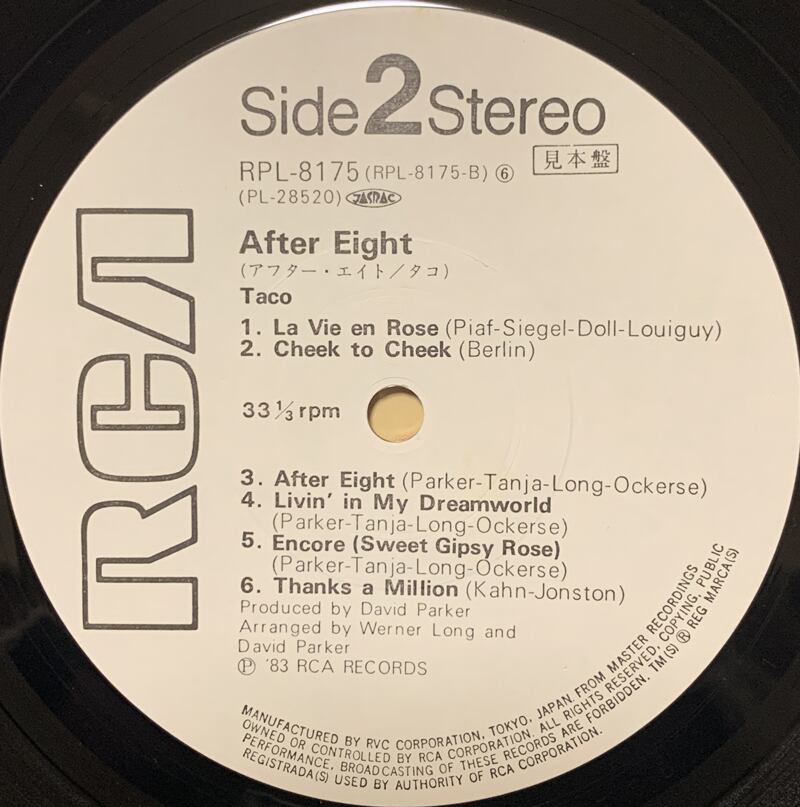 Side 2 Stereo
RPL-8175 (RPL-8175-B) ⑥ 見本盤
(PL-28520) JASRAC
RCA
After Eight
(アフター・エイト/タコ)
Taco
1. La Vie en Rose (Piaf-Siegel-Doll-Louiguy)
2. Cheek to Cheek (Berlin)
33 1/3 rpm
3. After Eight (Parker-Tanja-Long-Ockerse)
4. Livin' in My Dreamworld
(Parker-Tanja-Long-Ockerse)
5. Encore (Sweet Gipsy Rose)
(Parker-Tanja-Long-Ockerse)
6. Thanks a Million (Kahn-Jonston)
Produced by David Parker
Arranged by Werner Long and
David Parker
Ⓟ '83 RCA RECORDS
MANUFACTURED BY RVC CORPORATION, TOKYO, JAPAN FROM MASTER RECORDINGS
OWNED OR CONTROLLED BY RCA CORPORATION. ALL RIGHTS RESERVED, COPYING, PUBLIC
PERFORMANCE, BROADCASTING OF THESE RECORDS ARE FORBIDDEN. TM(S) ® REG MARCA(S)
REGISTRADA(S) USED BY AUTHORITY OF RCA CORPORATION.